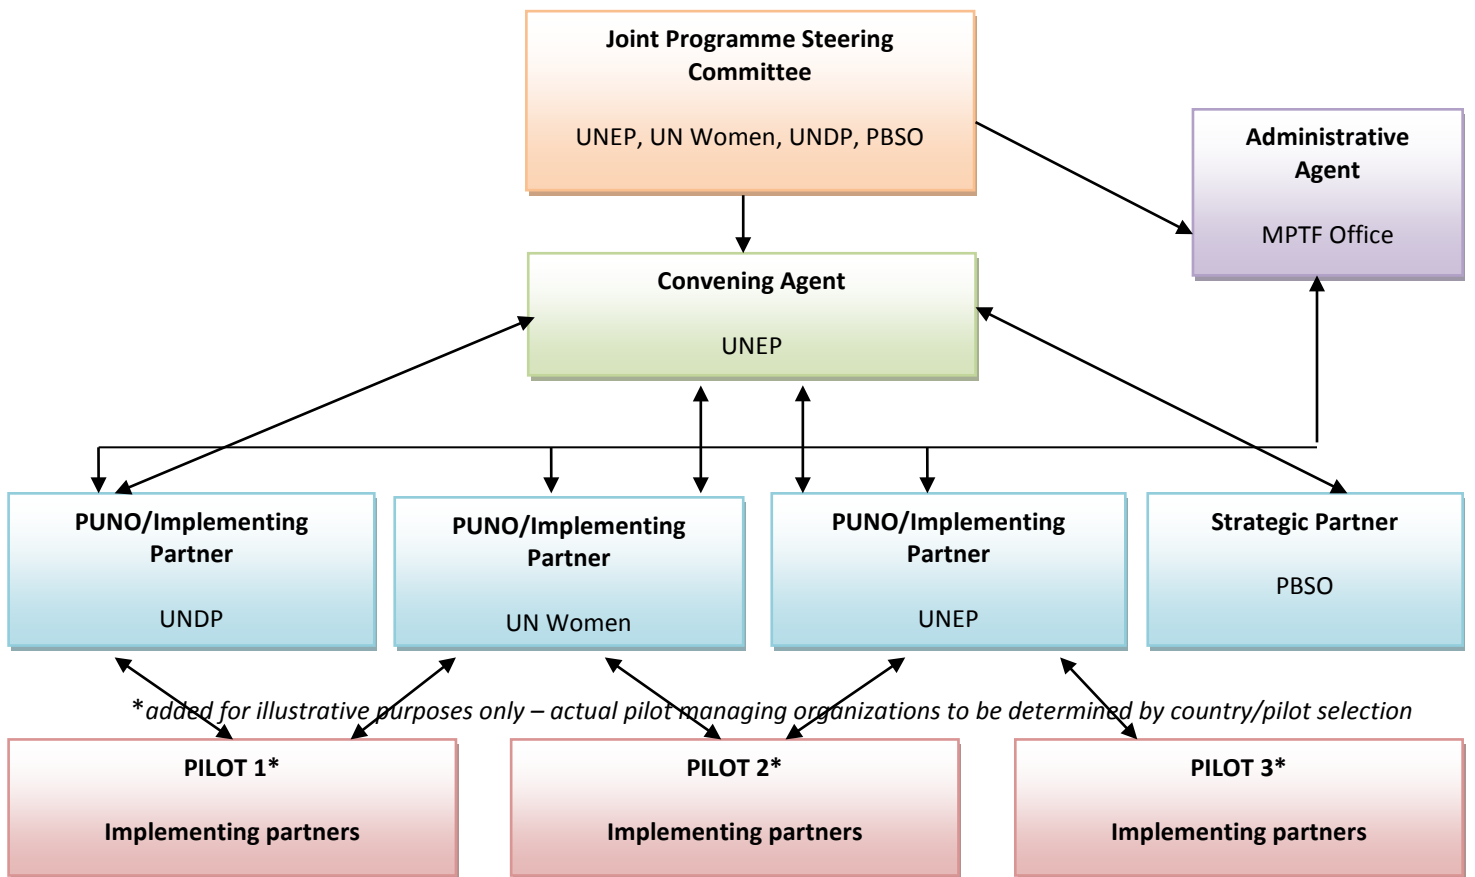 Joint Programme Steering
Committee
UNEP, UN Women, UNDP, PBSO
Administrative
Agent
MPTF Office
Convening Agent
UNEP
PUNO/Implementing
Partner
UNDP
PUNO/Implementing
Partner
UN Women
PUNO/Implementing
Partner
UNEP
Strategic Partner
PBSO
*added for illustrative purposes only – actual pilot managing organizations to be determined by country/pilot selection
PILOT 1*
Implementing partners
PILOT 2*
Implementing partners
PILOT 3*
Implementing partners